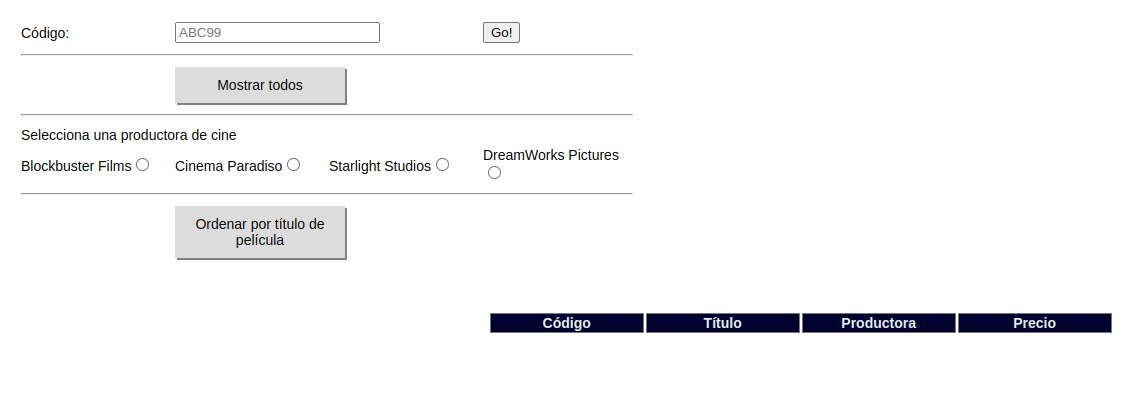 Código: ABC99 Go!
Mostrar todos
Selecciona una productora de cine
Blockbuster Films Cinema Paradiso Starlight Studios DreamWorks Pictures
Ordenar por título de
película
Código Título Productora Precio